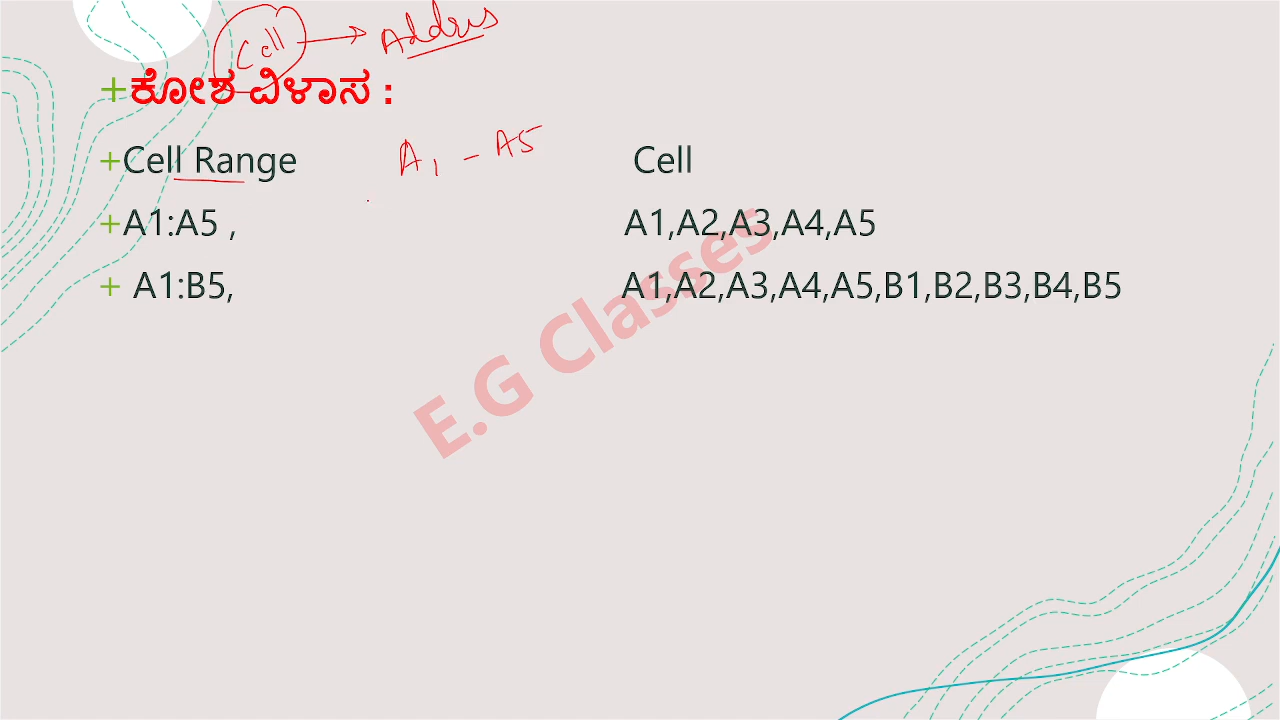 Cell → Address
+ಕೋಶ ವಿಳಾಸ :
+Cell Range A1 - A5 Cell
+A1:A5 , A1,A2,A3,A4,A5
+ A1:B5, A1,A2,A3,A4,A5,B1,B2,B3,B4,B5
E.G Classes